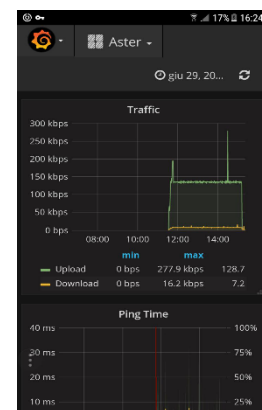 17% 16:24
Aster
giu 29, 20...
Traffic
300 kbps
250 kbps
200 kbps
150 kbps
100 kbps
50 kbps
0 bps
08:00 10:00 12:00 14:00
min max
Upload 0 bps 277.9 kbps 128.7
Download 0 bps 16.2 kbps 7.2
Ping Time
40 ms 100%
30 ms 75%
20 ms 50%
10 ms 25%